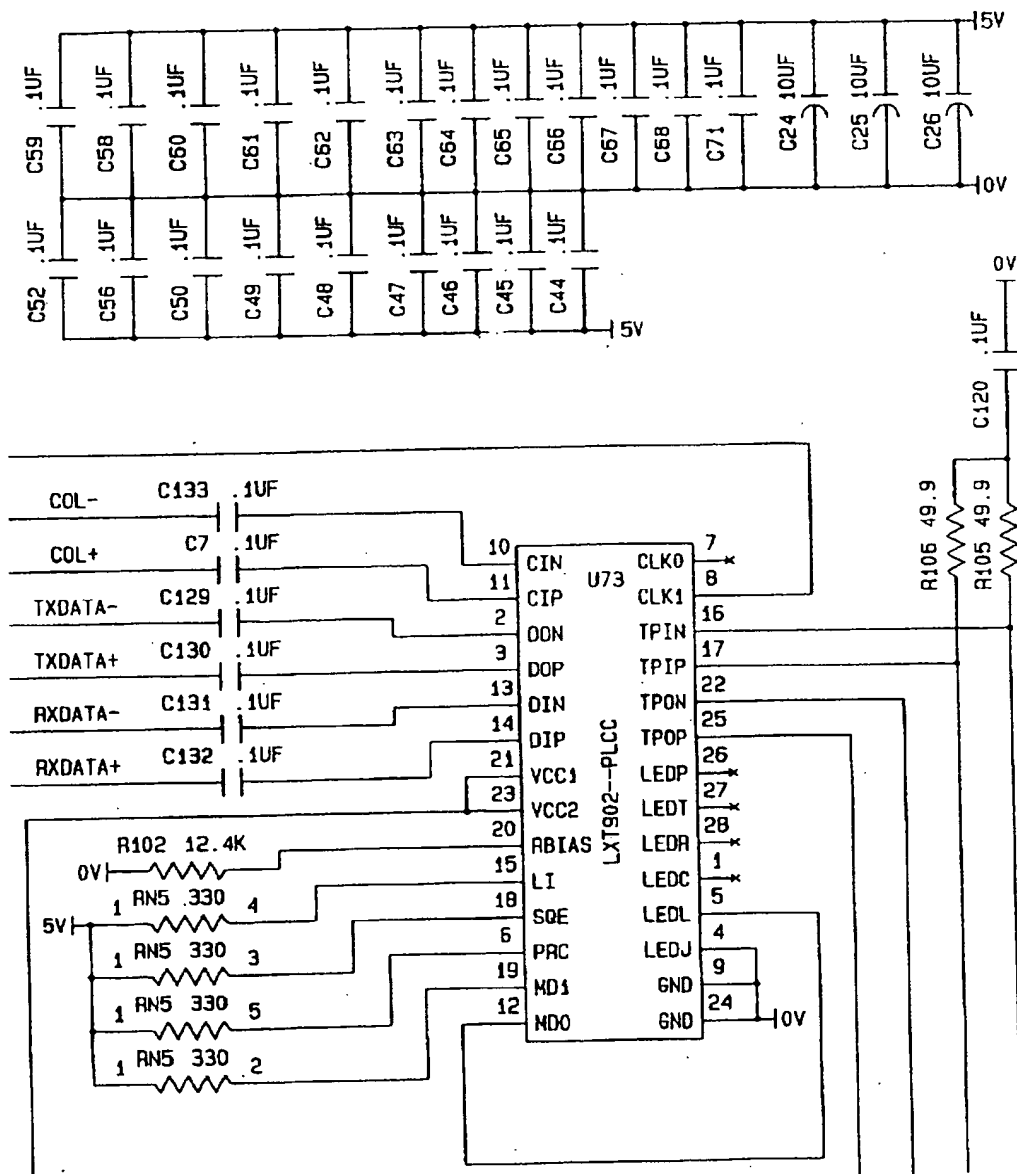 5V
.1UF .1UF .1UF .1UF .1UF .1UF .1UF .1UF .1UF .1UF .1UF .1UF 10UF 10UF 10UF
C59 C58 C60 C61 C62 C63 C64 C65 C66 C67 C68 C71 C24 C25 C26
0V
.1UF .1UF .1UF .1UF .1UF .1UF .1UF .1UF .1UF
C52 C56 C50 C49 C48 C47 C46 C45 C44
5V
0V
.1UF
C120
R106 49.9
R105 49.9
COL- C133 .1UF
COL+ C7 .1UF
TXDATA- C129 .1UF
TXDATA+ C130 .1UF
RXDATA- C131 .1UF
RXDATA+ C132 .1UF
U73
LXT902--PLCC
10 CIN CLKO 7
11 CIP CLK1 8
2 DON TPIN 16
3 DOP TPIP 17
13 DIN TPON 22
14 DIP TPOP 25
21 VCC1 LEDP 26
23 VCC2 LEDT 27
20 RBIAS LEDR 28
15 LI LEDC 1
18 SQE LEDL 5
6 PRC LEDJ 4
19 MD1 GND 9
12 MD0 GND 24
0V
R102 12.4K
0V
5V
1 RN5 330 4
1 RN5 330 3
1 RN5 330 5
1 RN5 330 2